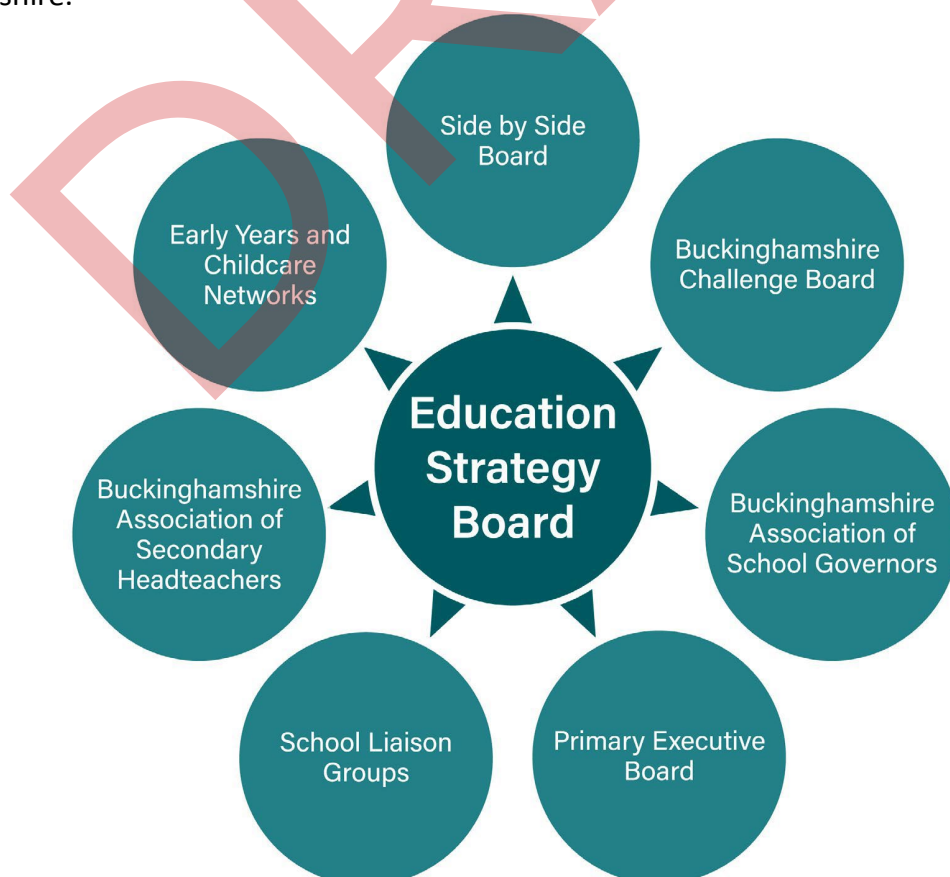 shire.
Side by Side
Board
Early Years and
Childcare
Networks
Buckinghamshire
Challenge Board
Education
Strategy
Board
Buckinghamshire
Association of
Secondary
Headteachers
Buckinghamshire
Association of
School Governors
School Liaison
Groups
Primary Executive
Board